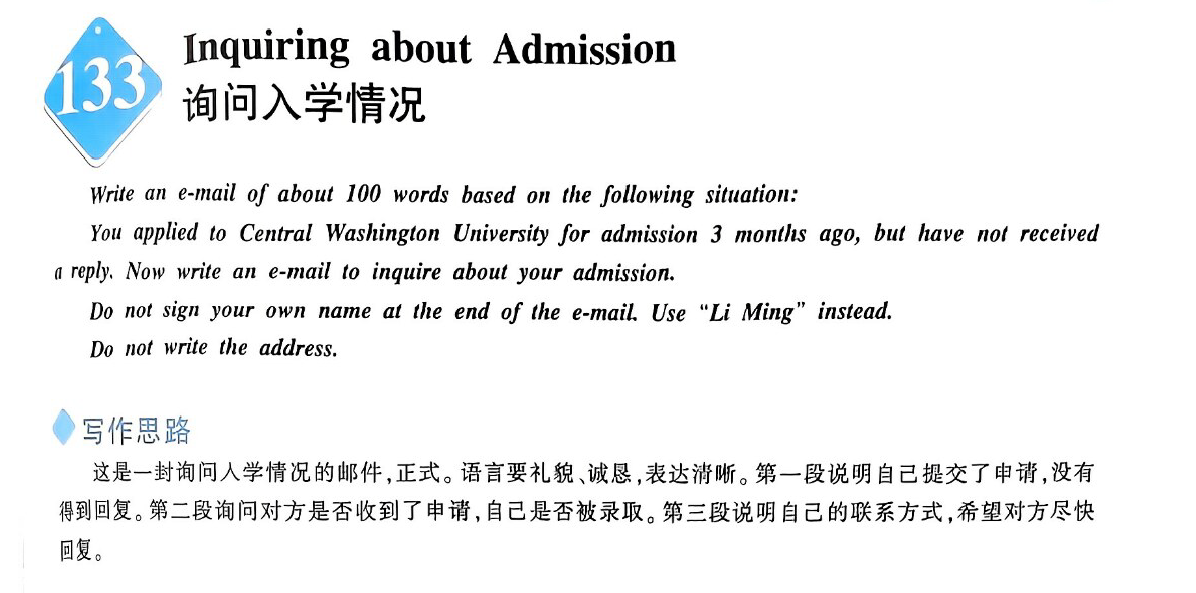 133
Inquiring about Admission
询问入学情况
Write an e-mail of about 100 words based on the following situation:
You applied to Central Washington University for admission 3 months ago, but have not received
a reply. Now write an e-mail to inquire about your admission.
Do not sign your own name at the end of the e-mail. Use “Li Ming” instead.
Do not write the address.
写作思路
这是一封询问入学情况的邮件,正式。语言要礼貌、诚恳,表达清晰。第一段说明自己提交了申请,没有
得到回复。第二段询问对方是否收到了申请,自己是否被录取。第三段说明自己的联系方式,希望对方尽快
回复。